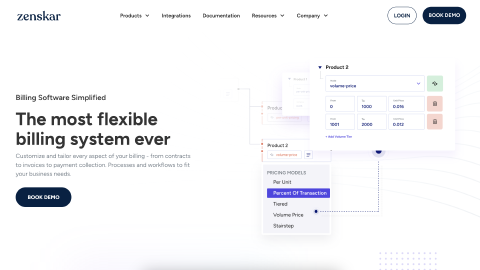 zenskar
Products
Integrations
Documentation
Resources
Company
LOGIN
BOOK DEMO
Billing Software Simplified
The most flexible
billing system ever
Customize and tailor every aspect of your billing - from contracts
to invoices to payment collection. Processes and workflows to fit
your business needs.
BOOK DEMO
Product 2
volume-price
0
1000
0.015
1001
2000
0.012
+ Add Volume Tier
Product 2
PRICING MODELS
Per Unit
Percent Of Transaction
Tiered
Volume Price
Stairstep